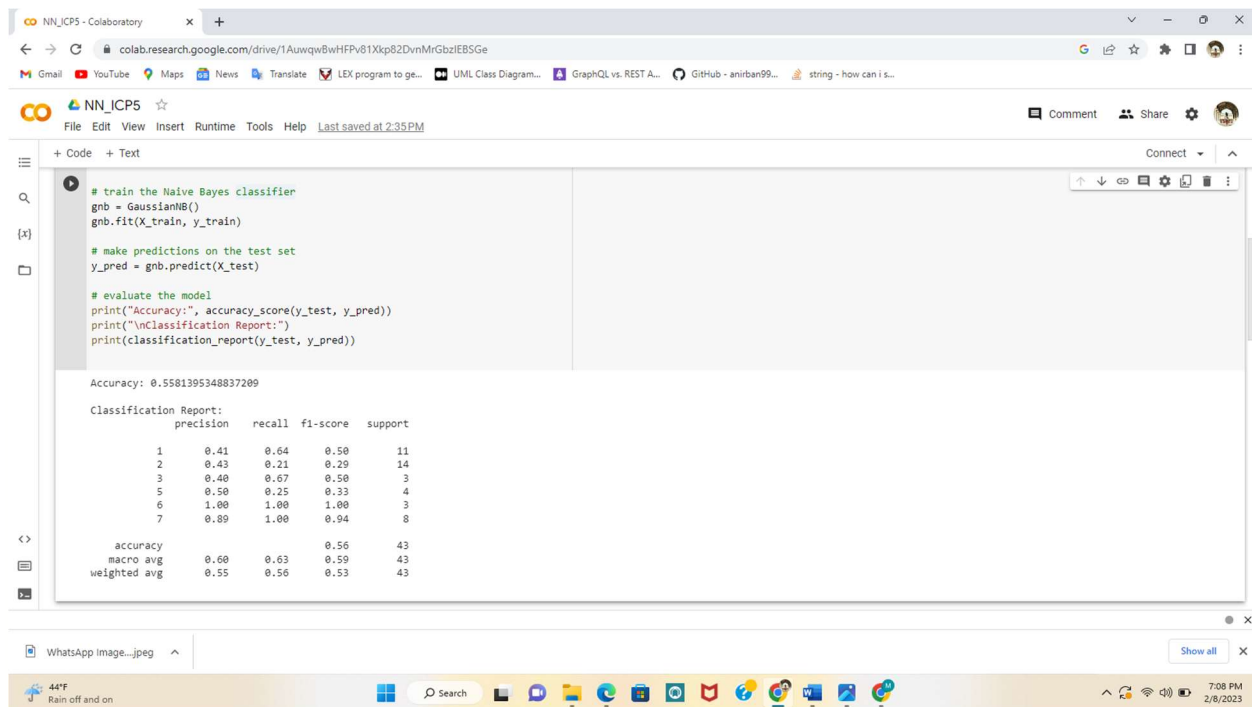 NN_ICP5 - Colaboratory
colab.research.google.com/drive/1AuwqwBwHFPv81Xkp82DvnMrGbzIEBSGe
Gmail YouTube Maps News Translate LEX program to ge... UML Class Diagram... GraphQL vs. REST A... GitHub - anirban99... string - how can i s...
NN_ICP5
Comment Share
File Edit View Insert Runtime Tools Help Last saved at 2:35 PM
+ Code + Text Connect
# train the Naive Bayes classifier
gnb = GaussianNB()
gnb.fit(X_train, y_train)
# make predictions on the test set
y_pred = gnb.predict(X_test)
# evaluate the model
print("Accuracy:", accuracy_score(y_test, y_pred))
print("\nClassification Report:")
print(classification_report(y_test, y_pred))
Accuracy: 0.5581395348837209
Classification Report:
precision recall f1-score support
1 0.41 0.64 0.50 11
2 0.43 0.21 0.29 14
3 0.40 0.67 0.50 3
5 0.50 0.25 0.33 4
6 1.00 1.00 1.00 3
7 0.89 1.00 0.94 8
accuracy 0.56 43
macro avg 0.60 0.63 0.59 43
weighted avg 0.55 0.56 0.53 43
WhatsApp Image....jpeg Show all
44°F
Rain off and on
Search
7:08 PM
2/8/2023